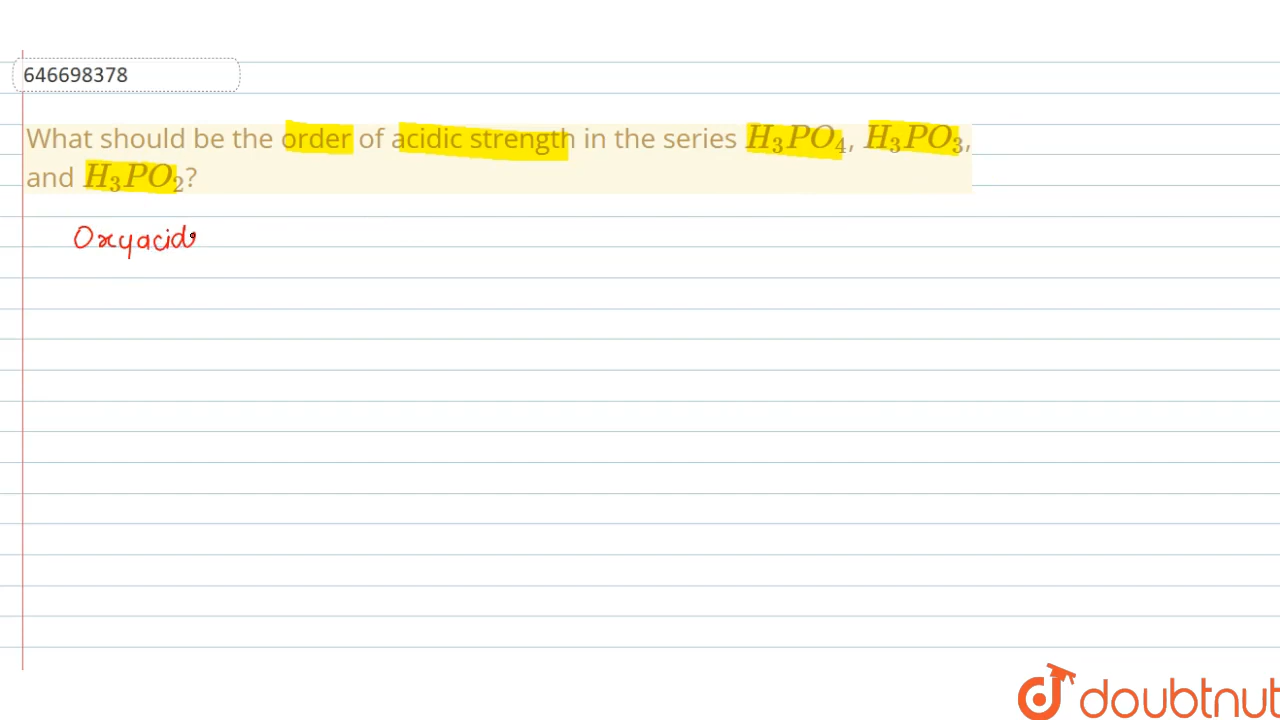 646698378
What should be the order of acidic strength in the series H₃PO₄, H₃PO₃,
and H₃PO₂?
Oxyacid
doubtnut